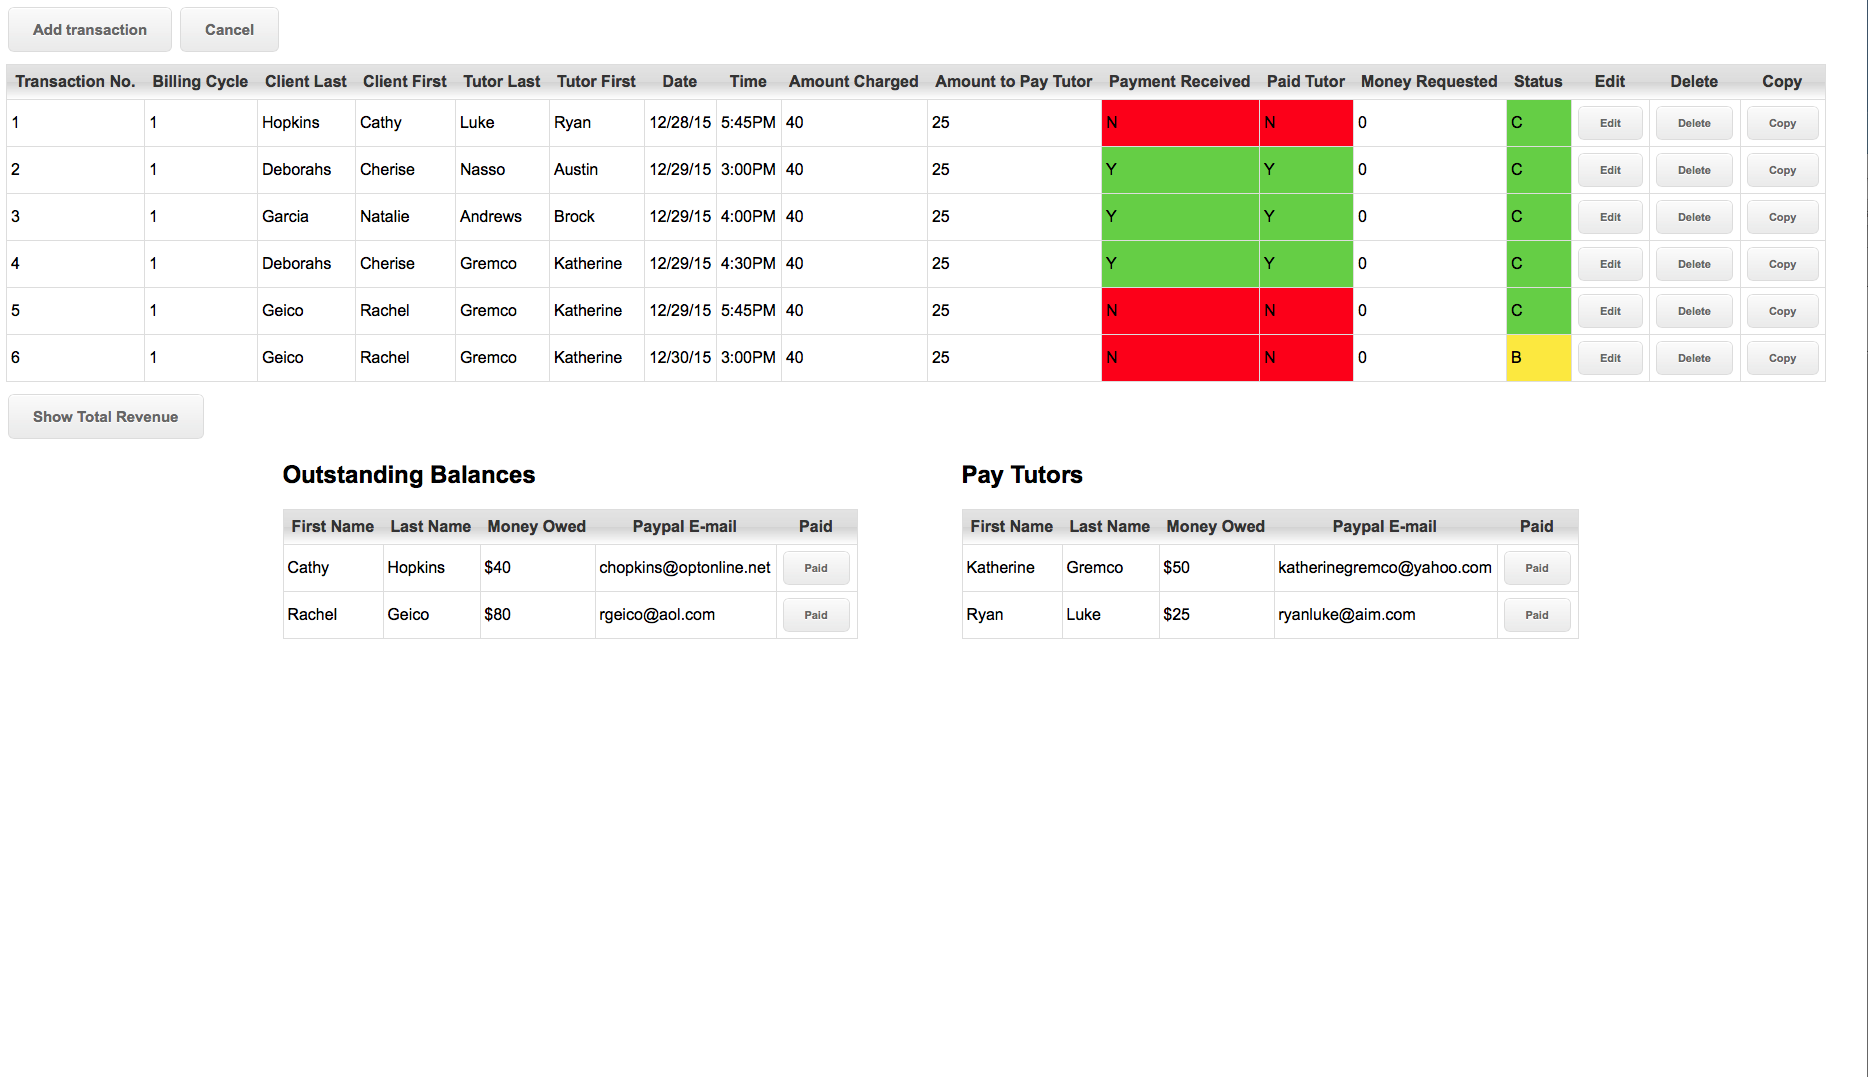 Add transaction Cancel
Transaction No. Billing Cycle Client Last Client First Tutor Last Tutor First Date Time Amount Charged Amount to Pay Tutor Payment Received Paid Tutor Money Requested Status Edit Delete Copy
1 1 Hopkins Cathy Luke Ryan 12/28/15 5:45PM 40 25 N N 0 C Edit Delete Copy
2 1 Deborahs Cherise Nasso Austin 12/29/15 3:00PM 40 25 Y Y 0 C Edit Delete Copy
3 1 Garcia Natalie Andrews Brock 12/29/15 4:00PM 40 25 Y Y 0 C Edit Delete Copy
4 1 Deborahs Cherise Gremco Katherine 12/29/15 4:30PM 40 25 Y Y 0 C Edit Delete Copy
5 1 Geico Rachel Gremco Katherine 12/29/15 5:45PM 40 25 N N 0 C Edit Delete Copy
6 1 Geico Rachel Gremco Katherine 12/30/15 3:00PM 40 25 N N 0 B Edit Delete Copy
Show Total Revenue
Outstanding Balances
First Name Last Name Money Owed Paypal E-mail Paid
Cathy Hopkins $40 chopkins@optonline.net Paid
Rachel Geico $80 rgeico@aol.com Paid
Pay Tutors
First Name Last Name Money Owed Paypal E-mail Paid
Katherine Gremco $50 katherinegremco@yahoo.com Paid
Ryan Luke $25 ryanluke@aim.com Paid